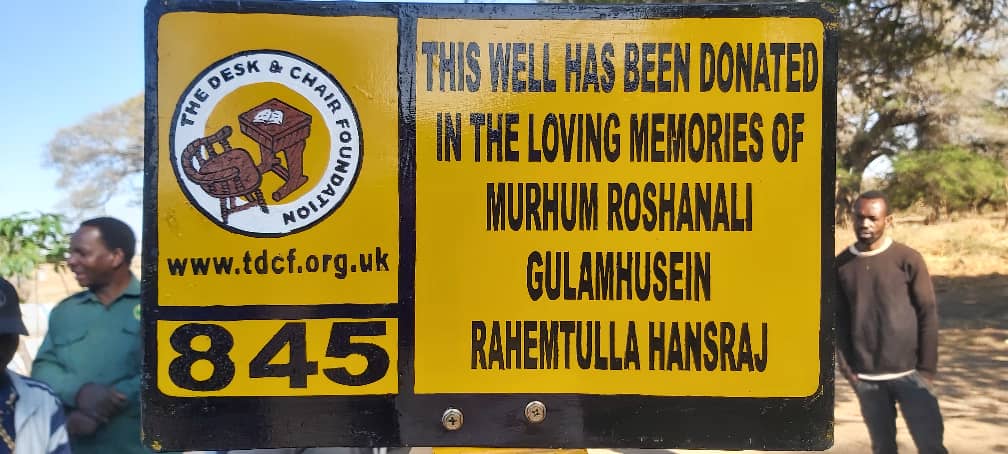 THE DESK & CHAIR FOUNDATION
www.tdcf.org.uk
845
THIS WELL HAS BEEN DONATED
IN THE LOVING MEMORIES OF
MURHUM ROSHANALI
GULAMHUSEIN
RAHEMTULLA HANSRAJ